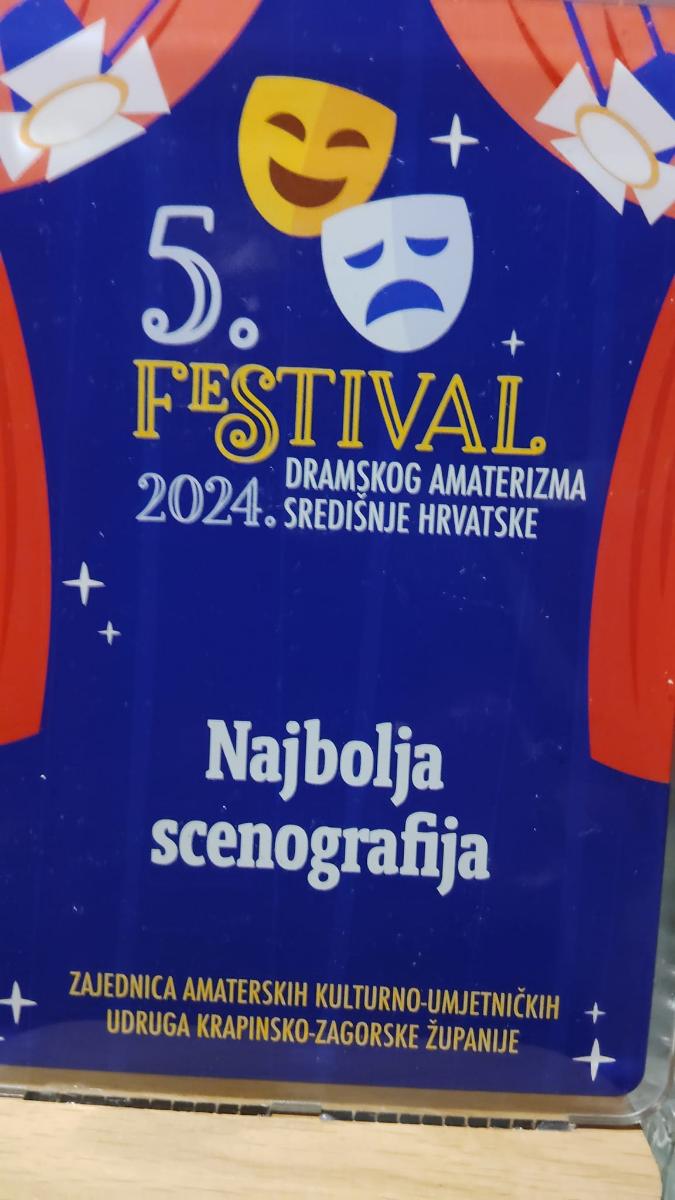 5.
FESTIVAL
2024. DRAMSKOG AMATERIZMA
SREDIŠNJE HRVATSKE
Najbolja
scenografija
ZAJEDNICA AMATERSKIH KULTURNO-UMJETNIČKIH
UDRUGA KRAPINSKO-ZAGORSKE ŽUPANIJE